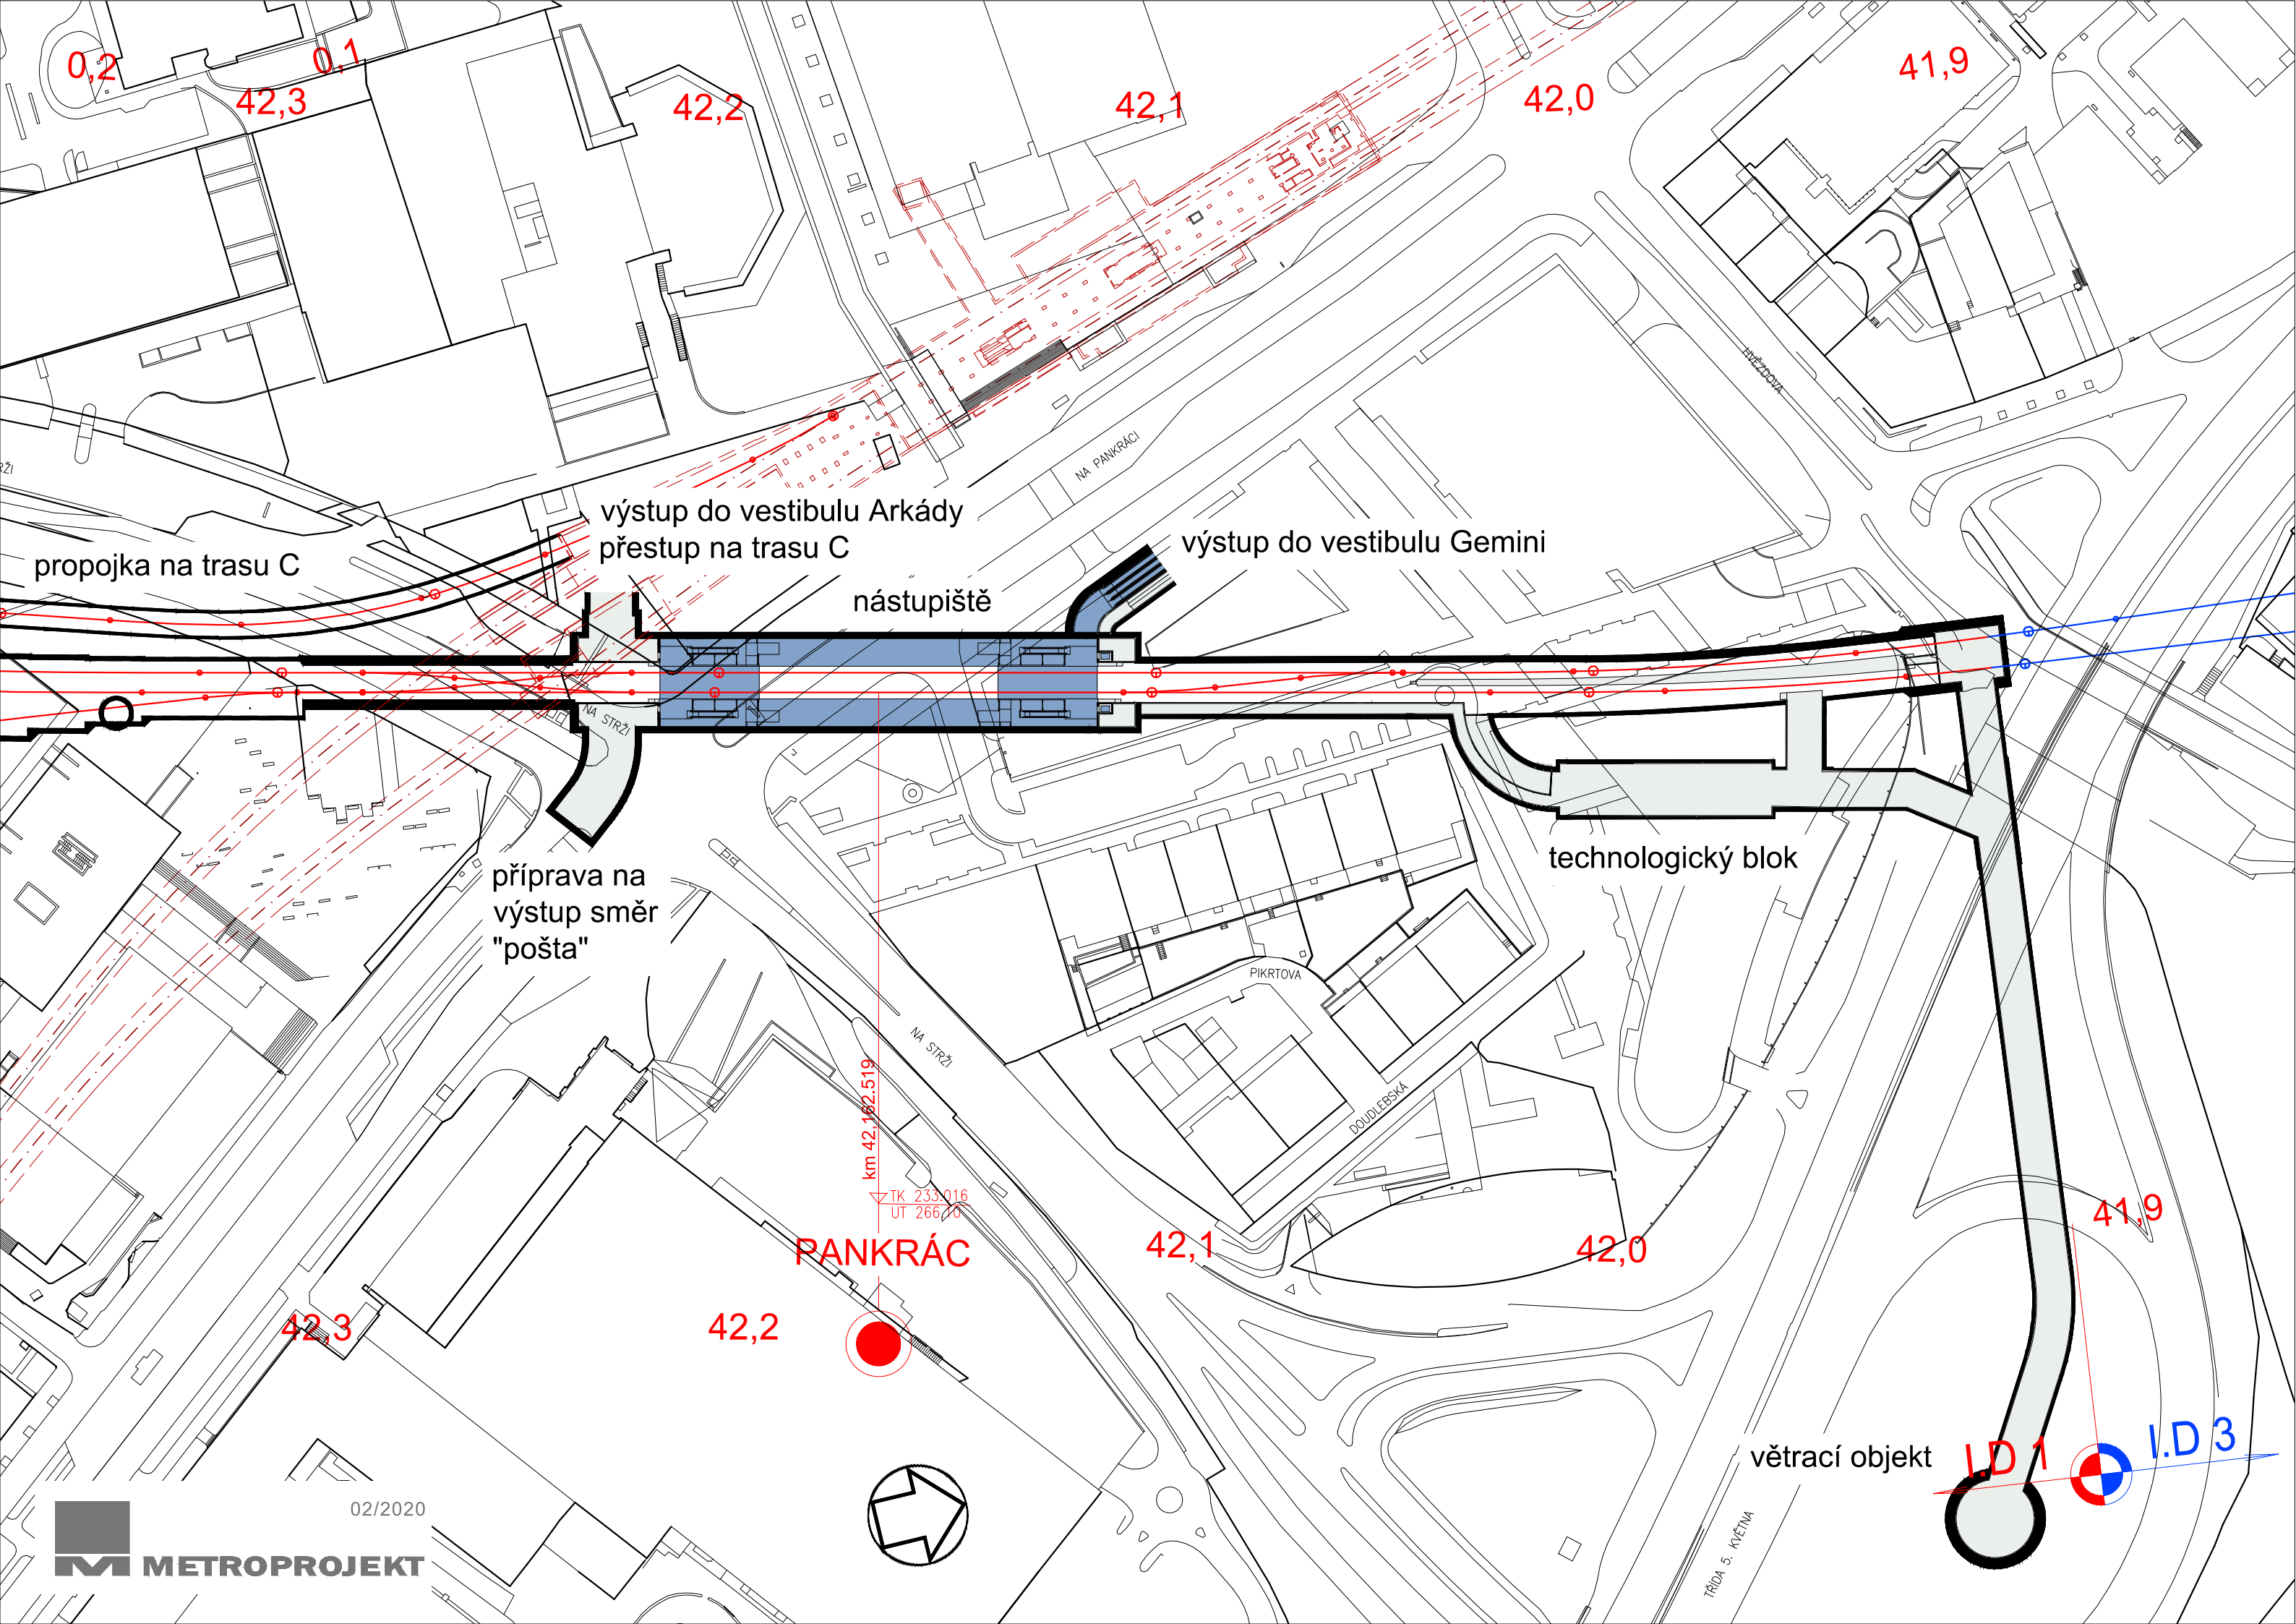 0,2
0,1
42,3
42,2
42,1
42,0
41,9
HVĚZDOVA
NA PANKRÁCI
výstup do vestibulu Arkády
přestup na trasu C
výstup do vestibulu Gemini
propojka na trasu C
nástupiště
NA STRŽI
technologický blok
příprava na
výstup směr
"pošta"
PIKRTOVA
NA STRŽI
DOUDLEBSKÁ
km 42,162.519
TK 233.016
UT 266.10
PANKRÁC
42,3
42,2
42,1
42,0
41,9
větrací objekt
I.D 1
I.D 3
TŘÍDA 5. KVĚTNA
02/2020
METROPROJEKT